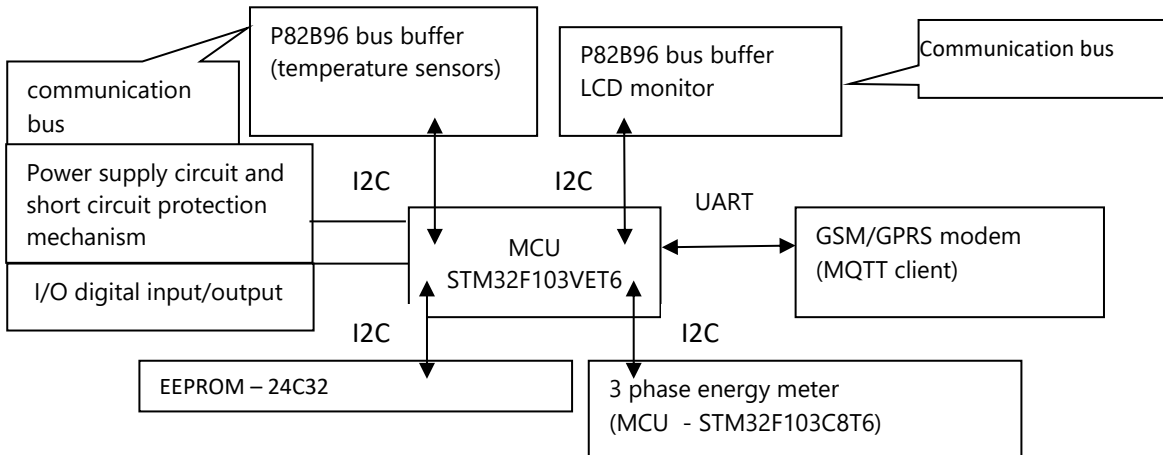 P82B96 bus buffer
(temperature sensors)
P82B96 bus buffer
LCD monitor
Communication bus
communication
bus
Power supply circuit and
short circuit protection
mechanism
I2C
I2C
UART
MCU
STM32F103VET6
GSM/GPRS modem
(MQTT client)
I/O digital input/output
I2C
I2C
EEPROM – 24C32
3 phase energy meter
(MCU - STM32F103C8T6)